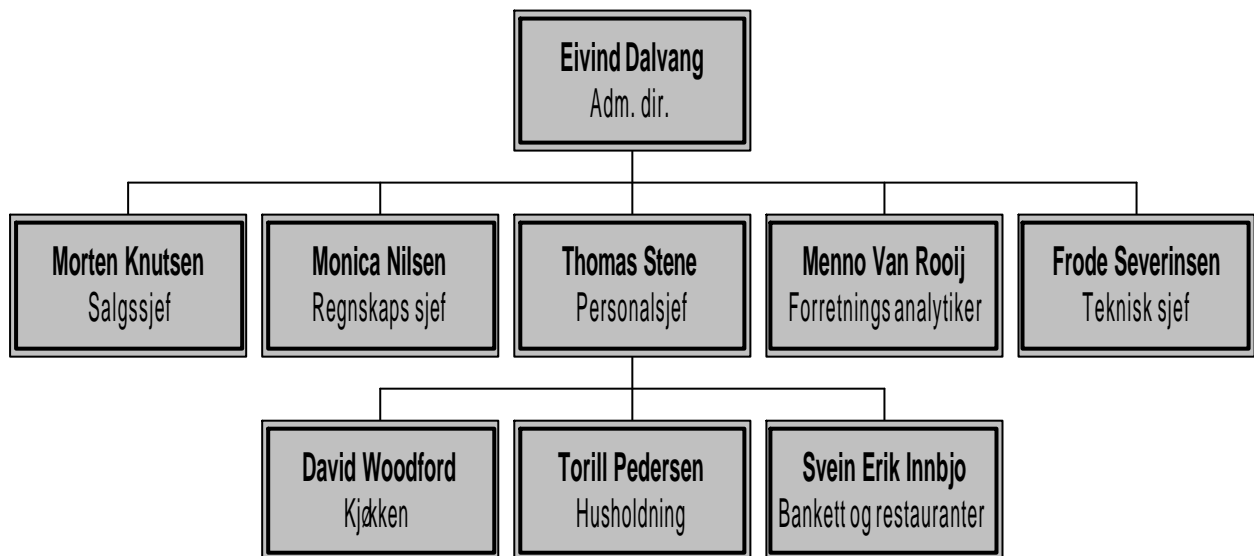 Eivind Dalvang
Adm. dir.
Morten Knutsen
Salgssjef
Monica Nilsen
Regnskaps sjef
Thomas Stene
Personalsjef
Menno Van Rooij
Forretnings analytiker
Frode Severinsen
Teknisk sjef
David Woodford
Kjøkken
Torill Pedersen
Husholdning
Svein Erik Innbjo
Bankett og restauranter